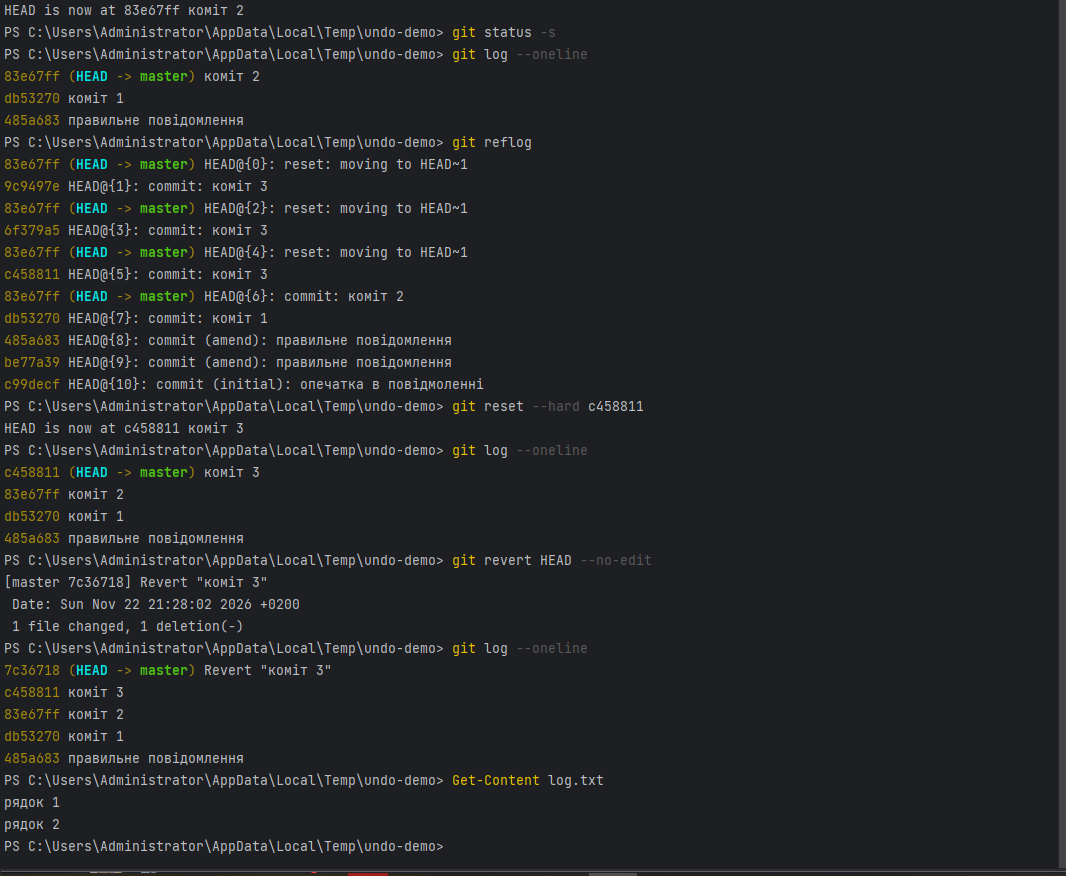 HEAD is now at 83e67ff коміт 2
PS C:\Users\Administrator\AppData\Local\Temp\undo-demo> git status -s
PS C:\Users\Administrator\AppData\Local\Temp\undo-demo> git log --oneline
83e67ff (HEAD -> master) коміт 2
db53270 коміт 1
485a683 правильне повідомлення
PS C:\Users\Administrator\AppData\Local\Temp\undo-demo> git reflog
83e67ff (HEAD -> master) HEAD@{0}: reset: moving to HEAD~1
9c9497e HEAD@{1}: commit: коміт 3
83e67ff (HEAD -> master) HEAD@{2}: reset: moving to HEAD~1
6f379a5 HEAD@{3}: commit: коміт 3
83e67ff (HEAD -> master) HEAD@{4}: reset: moving to HEAD~1
c458811 HEAD@{5}: commit: коміт 3
83e67ff (HEAD -> master) HEAD@{6}: commit: коміт 2
db53270 HEAD@{7}: commit: коміт 1
485a683 HEAD@{8}: commit (amend): правильне повідомлення
be77a39 HEAD@{9}: commit (amend): правильне повідомлення
c99decf HEAD@{10}: commit (initial): опечатка в повідмоленні
PS C:\Users\Administrator\AppData\Local\Temp\undo-demo> git reset --hard c458811
HEAD is now at c458811 коміт 3
PS C:\Users\Administrator\AppData\Local\Temp\undo-demo> git log --oneline
c458811 (HEAD -> master) коміт 3
83e67ff коміт 2
db53270 коміт 1
485a683 правильне повідомлення
PS C:\Users\Administrator\AppData\Local\Temp\undo-demo> git revert HEAD --no-edit
[master 7c36718] Revert "коміт 3"
 Date: Sun Nov 22 21:28:02 2026 +0200
 1 file changed, 1 deletion(-)
PS C:\Users\Administrator\AppData\Local\Temp\undo-demo> git log --oneline
7c36718 (HEAD -> master) Revert "коміт 3"
c458811 коміт 3
83e67ff коміт 2
db53270 коміт 1
485a683 правильне повідомлення
PS C:\Users\Administrator\AppData\Local\Temp\undo-demo> Get-Content log.txt
рядок 1
рядок 2
PS C:\Users\Administrator\AppData\Local\Temp\undo-demo>